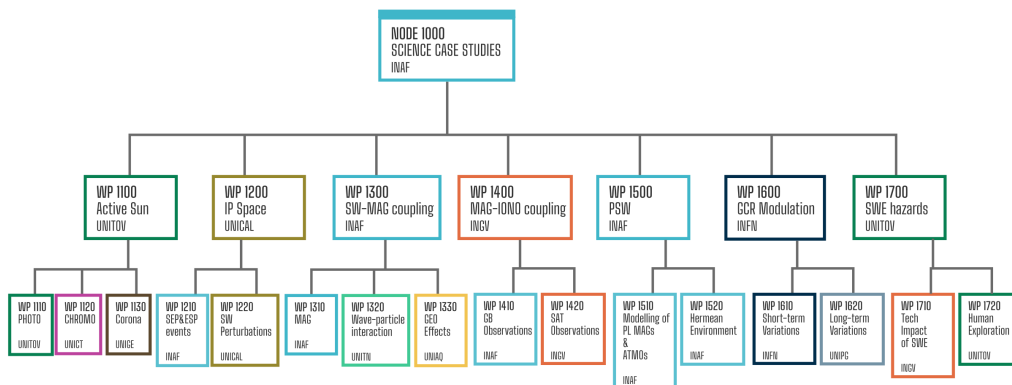 NODE 1000
SCIENCE CASE STUDIES
INAF
WP 1100
Active Sun
UNITOV
WP 1200
IP Space
UNICAL
WP 1300
SW-MAG coupling
INAF
WP 1400
MAG-IONO coupling
INGV
WP 1500
PSW
INAF
WP 1600
GCR Modulation
INFN
WP 1700
SWE hazards
UNITOV
WP 1110
PHOTO
UNITOV
WP 1120
CHROMO
UNICT
WP 1130
Corona
UNIGE
WP 1210
SEP&ESP
events
INAF
WP 1220
SW
Perturbations
UNICAL
WP 1310
MAG
INAF
WP 1320
Wave-particle
interaction
UNITN
WP 1330
GEO
Effects
UNIAQ
WP 1410
GB
Observations
INAF
WP 1420
SAT
Observations
INGV
WP 1510
Modelling of
PL MAGs
&
ATMOs
INAF
WP 1520
Hermean
Environment
INAF
WP 1610
Short-term
Variations
INFN
WP 1620
Long-term
Variations
UNIPG
WP 1710
Tech
Impact
of SWE
INGV
WP 1720
Human
Exploration
UNITOV